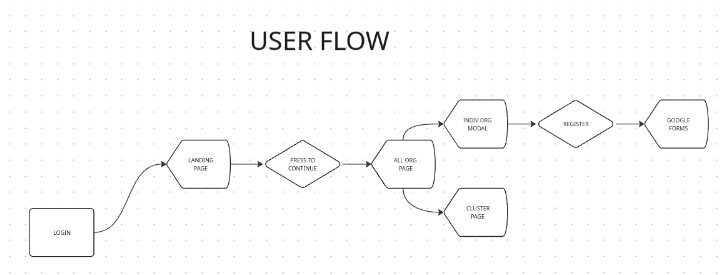 USER FLOW
LOGIN
LANDING
PAGE
PRESS TO
CONTINUE
ALL ORG
PAGE
INDIV ORG
MODAL
REGISTER
GOOGLE
FORMS
CLUSTER
PAGE